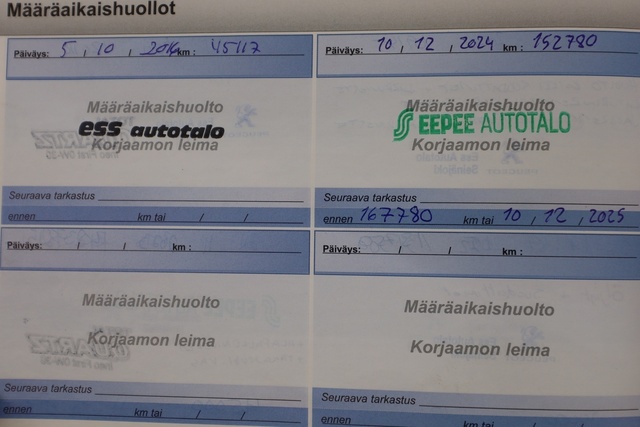 Määräaikaishuollot
Päiväys: 5 , 10 , 2016 km : 45117
Määräaikaishuolto
ess autotalo
Korjaamon leima
Seuraava tarkastus
ennen km tai / /
Päiväys: 10 , 12 , 2024 km : 152780
Määräaikaishuolto
EEPEE AUTOTALO
Korjaamon leima
Seuraava tarkastus
ennen 167780 km tai 10 , 12 , 2025
Päiväys: / / km :
Määräaikaishuolto
Korjaamon leima
Seuraava tarkastus
ennen km tai / /
Päiväys: / / km :
Määräaikaishuolto
Korjaamon leima
Seuraava tarkastus
ennen km tai / /